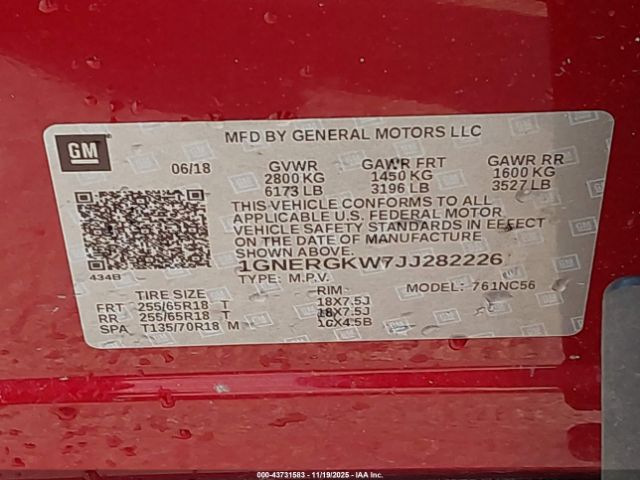 GM
MFD BY GENERAL MOTORS LLC
06/18 GVWR GAWR FRT GAWR RR
2800 KG 1450 KG 1600 KG
6173 LB 3196 LB 3527 LB
THIS VEHICLE CONFORMS TO ALL
APPLICABLE U.S. FEDERAL MOTOR
VEHICLE SAFETY STANDARDS IN EFFECT
ON THE DATE OF MANUFACTURE
SHOWN ABOVE.
434B 1GNERGKW7JJ282226
TYPE: M.P.V. MODEL: 761NC56
TIRE SIZE RIM
FRT 255/65R18 T 18X7.5J
RR 255/65R18 T 18X7.5J
SPA T135/70R18 M X4.5B
000-43731583 - 11/19/2025 - IAA Inc.